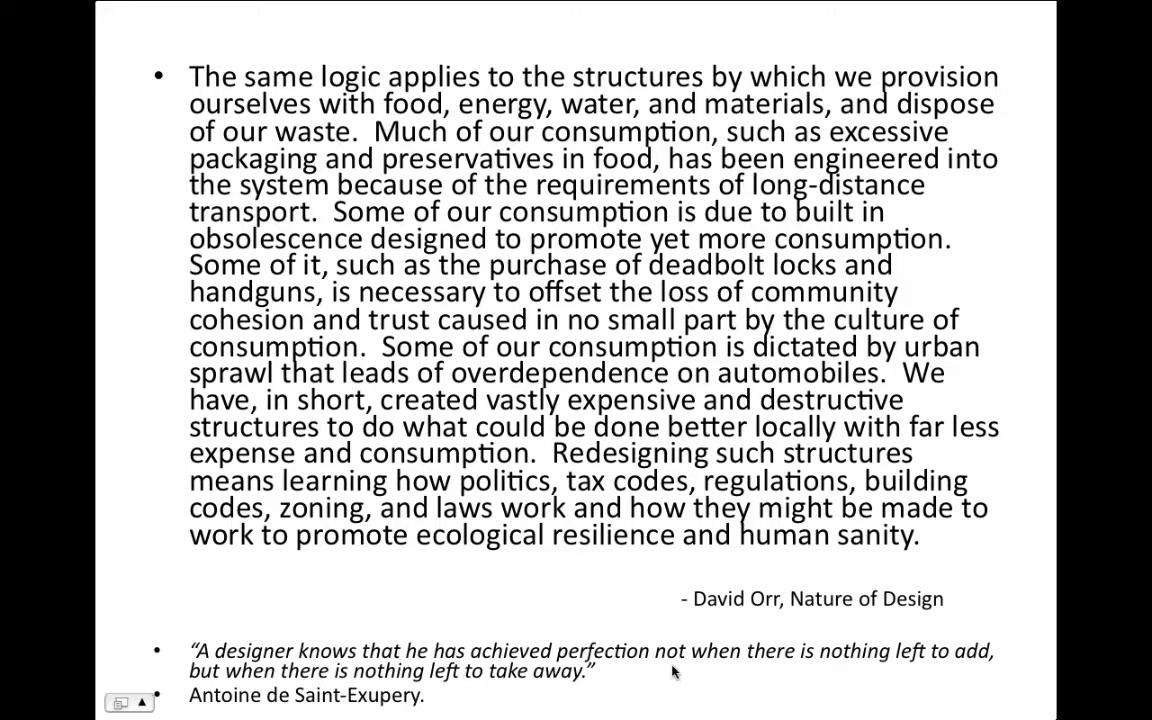 • The same logic applies to the structures by which we provision
ourselves with food, energy, water, and materials, and dispose
of our waste.  Much of our consumption, such as excessive
packaging and preservatives in food, has been engineered into
the system because of the requirements of long-distance
transport.  Some of our consumption is due to built in
obsolescence designed to promote yet more consumption.
Some of it, such as the purchase of deadbolt locks and
handguns, is necessary to offset the loss of community
cohesion and trust caused in no small part by the culture of
consumption.  Some of our consumption is dictated by urban
sprawl that leads of overdependence on automobiles.  We
have, in short, created vastly expensive and destructive
structures to do what could be done better locally with far less
expense and consumption.  Redesigning such structures
means learning how politics, tax codes, regulations, building
codes, zoning, and laws work and how they might be made to
work to promote ecological resilience and human sanity.
- David Orr, Nature of Design
• “A designer knows that he has achieved perfection not when there is nothing left to add,
but when there is nothing left to take away.”
• Antoine de Saint-Exupery.